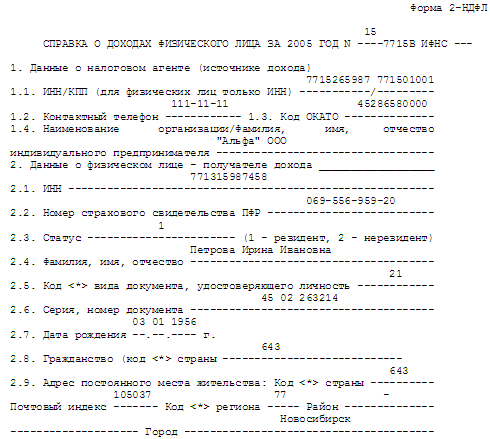 Форма 2-НДФЛ
15
СПРАВКА О ДОХОДАХ ФИЗИЧЕСКОГО ЛИЦА ЗА 2005 ГОД N ----7715В ИФНС ---
1. Данные о налоговом агенте (источнике дохода)
7715265987 771501001
1.1. ИНН/КПП (для физических лиц только ИНН) -----------/---------
111-11-11 45286580000
1.2. Контактный телефон ------------ 1.3. Код ОКАТО --------------
1.4. Наименование организации/Фамилия, имя, отчество
"Альфа" ООО
индивидуального предпринимателя ----------------------------------
2. Данные о физическом лице - получателе дохода __________________
771315987458
2.1. ИНН ---------------------------------------------------------
069-556-959-20
2.2. Номер страхового свидетельства ПФР --------------------------
1
2.3. Статус ----------------------- (1 - резидент, 2 - нерезидент)
Петрова Ирина Ивановна
2.4. Фамилия, имя, отчество --------------------------------------
21
2.5. Код <*> вида документа, удостоверяющего личность ------------
45 02 263214
2.6. Серия, номер документа --------------------------------------
03 01 1956
2.7. Дата рождения --.--.---- г.
643
2.8. Гражданство (код <*> страны ----------------------------
643
2.9. Адрес постоянного места жительства: Код <*> страны ----------
105037 77 -
Почтовый индекс ------- Код <*> региона ----- Район --------------
Новосибирск
-------------------- Город ---------------------------------------